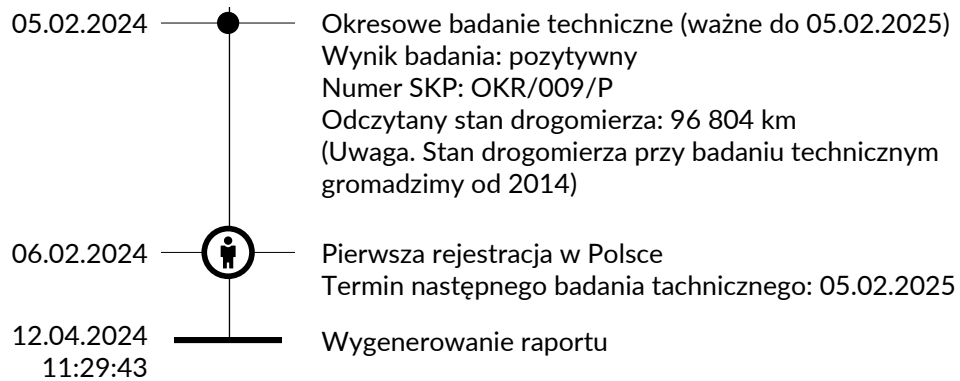 05.02.2024
Okresowe badanie techniczne (ważne do 05.02.2025)
Wynik badania: pozytywny
Numer SKP: OKR/009/P
Odczytany stan drogomierza: 96 804 km
(Uwaga. Stan drogomierza przy badaniu technicznym
gromadzimy od 2014)
06.02.2024
Pierwsza rejestracja w Polsce
Termin następnego badania tachnicznego: 05.02.2025
12.04.2024
11:29:43
Wygenerowanie raportu